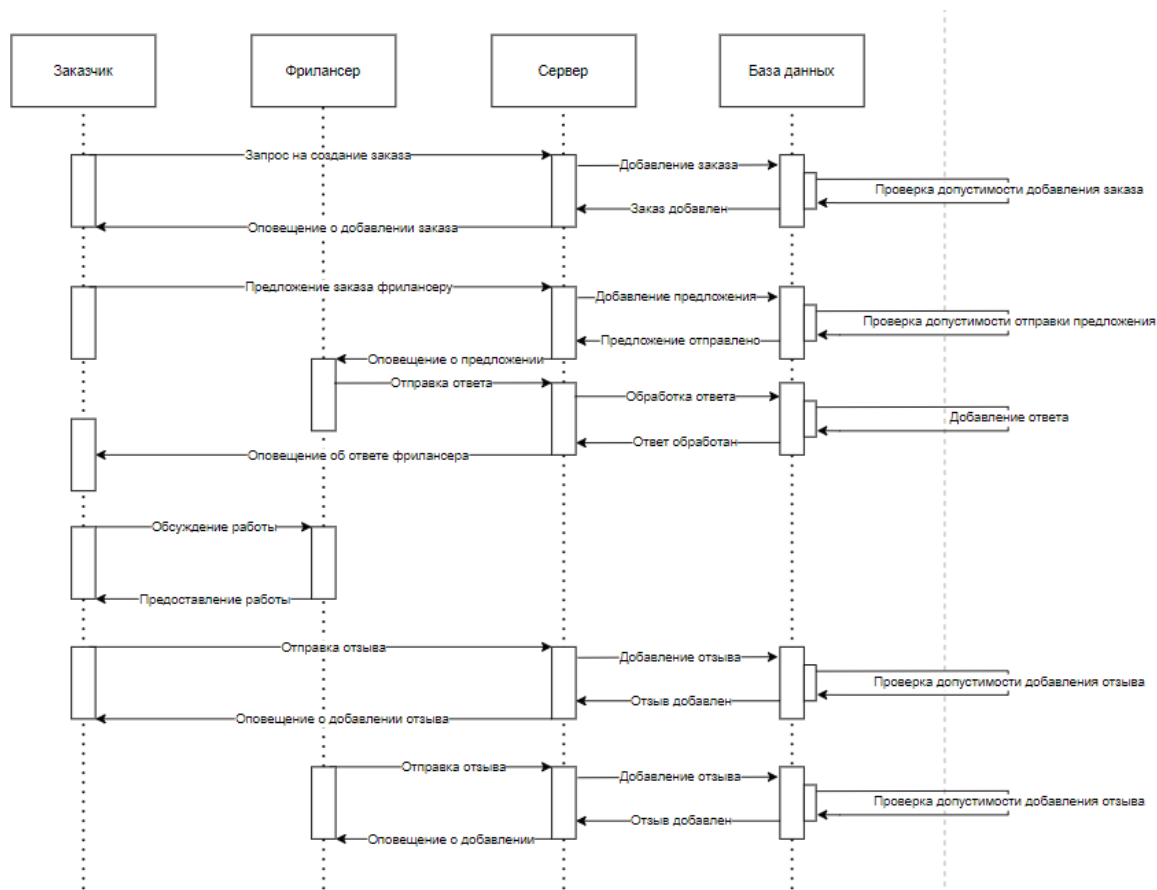 Заказчик
Фрилансер
Сервер
База данных
Запрос на создание заказа
Добавление заказа
Проверка допустимости добавления заказа
Заказ добавлен
Оповещение о добавлении заказа
Предложение заказа фрилансеру
Добавление предложения
Проверка допустимости отправки предложения
Предложение отправлено
Оповещение о предложении
Отправка ответа
Обработка ответа
Добавление ответа
Ответ обработан
Оповещение об ответе фрилансера
Обсуждение работы
Предоставление работы
Отправка отзыва
Добавление отзыва
Проверка допустимости добавления отзыва
Отзыв добавлен
Оповещение о добавлении отзыва
Отправка отзыва
Добавление отзыва
Проверка допустимости добавления отзыва
Отзыв добавлен
Оповещение о добавлении